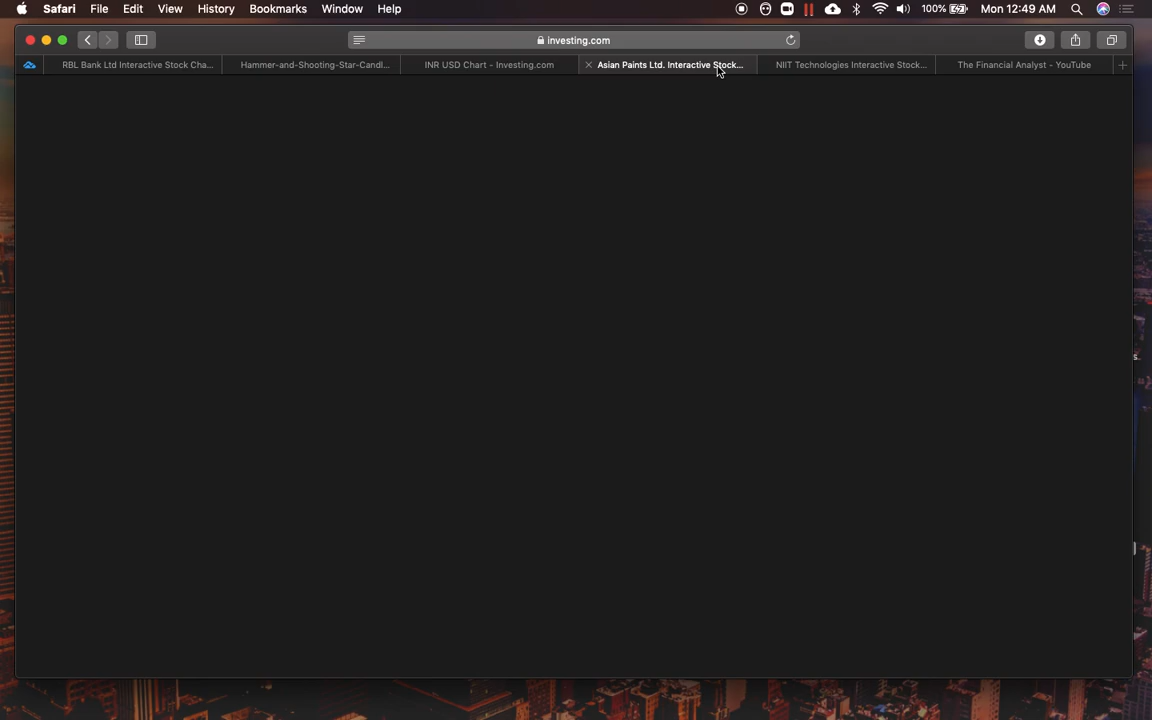 Safari File Edit View History Bookmarks Window Help 100% Mon 12:49 AM
investing.com
RBL Bank Ltd Interactive Stock Cha... Hammer-and-Shooting-Star-Candl... INR USD Chart - Investing.com Asian Paints Ltd. Interactive Stock... NIIT Technologies Interactive Stock... The Financial Analyst - YouTube
s.